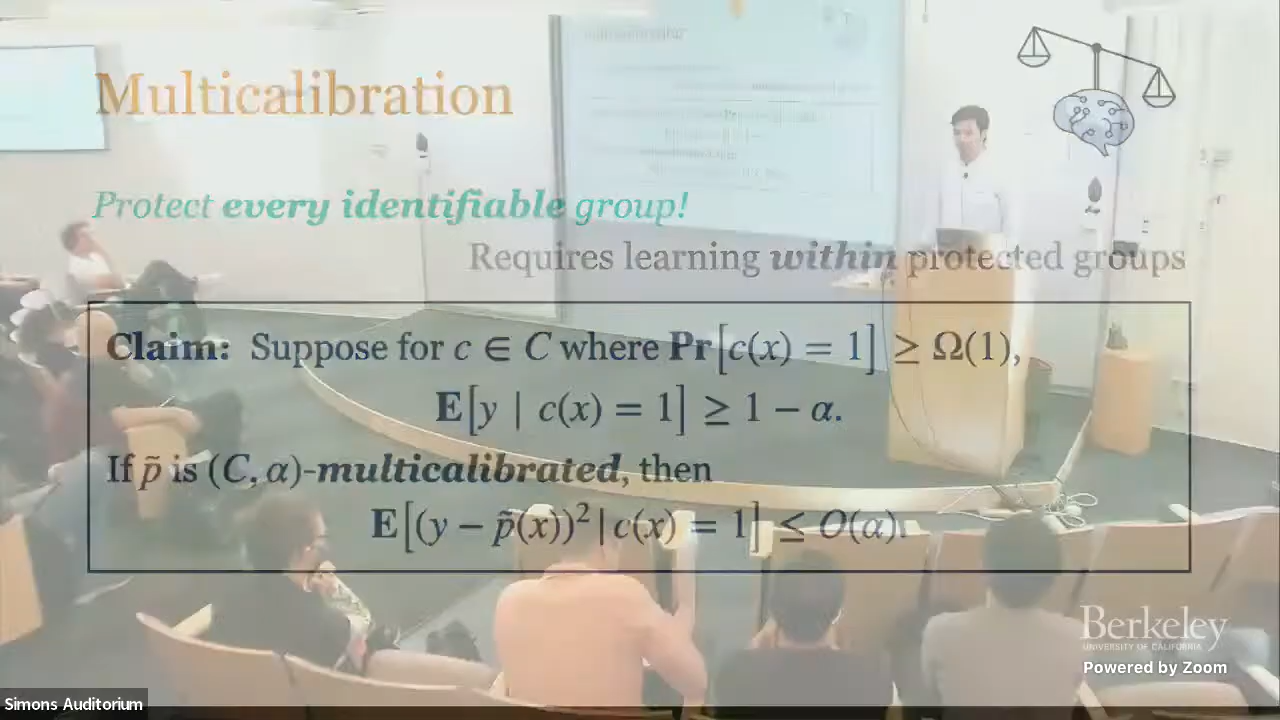 Multicalibration
Protect every identifiable group!
Requires learning within protected groups
Claim: Suppose for c ∈ C where Pr[c(x) = 1] ≥ Ω(1),
E[y | c(x) = 1] ≥ 1 − α.
If p̃ is (C, α)-multicalibrated, then
E[(y − p̃(x))² | c(x) = 1] ≤ O(α).
Berkeley
UNIVERSITY OF CALIFORNIA
Powered by Zoom
Simons Auditorium